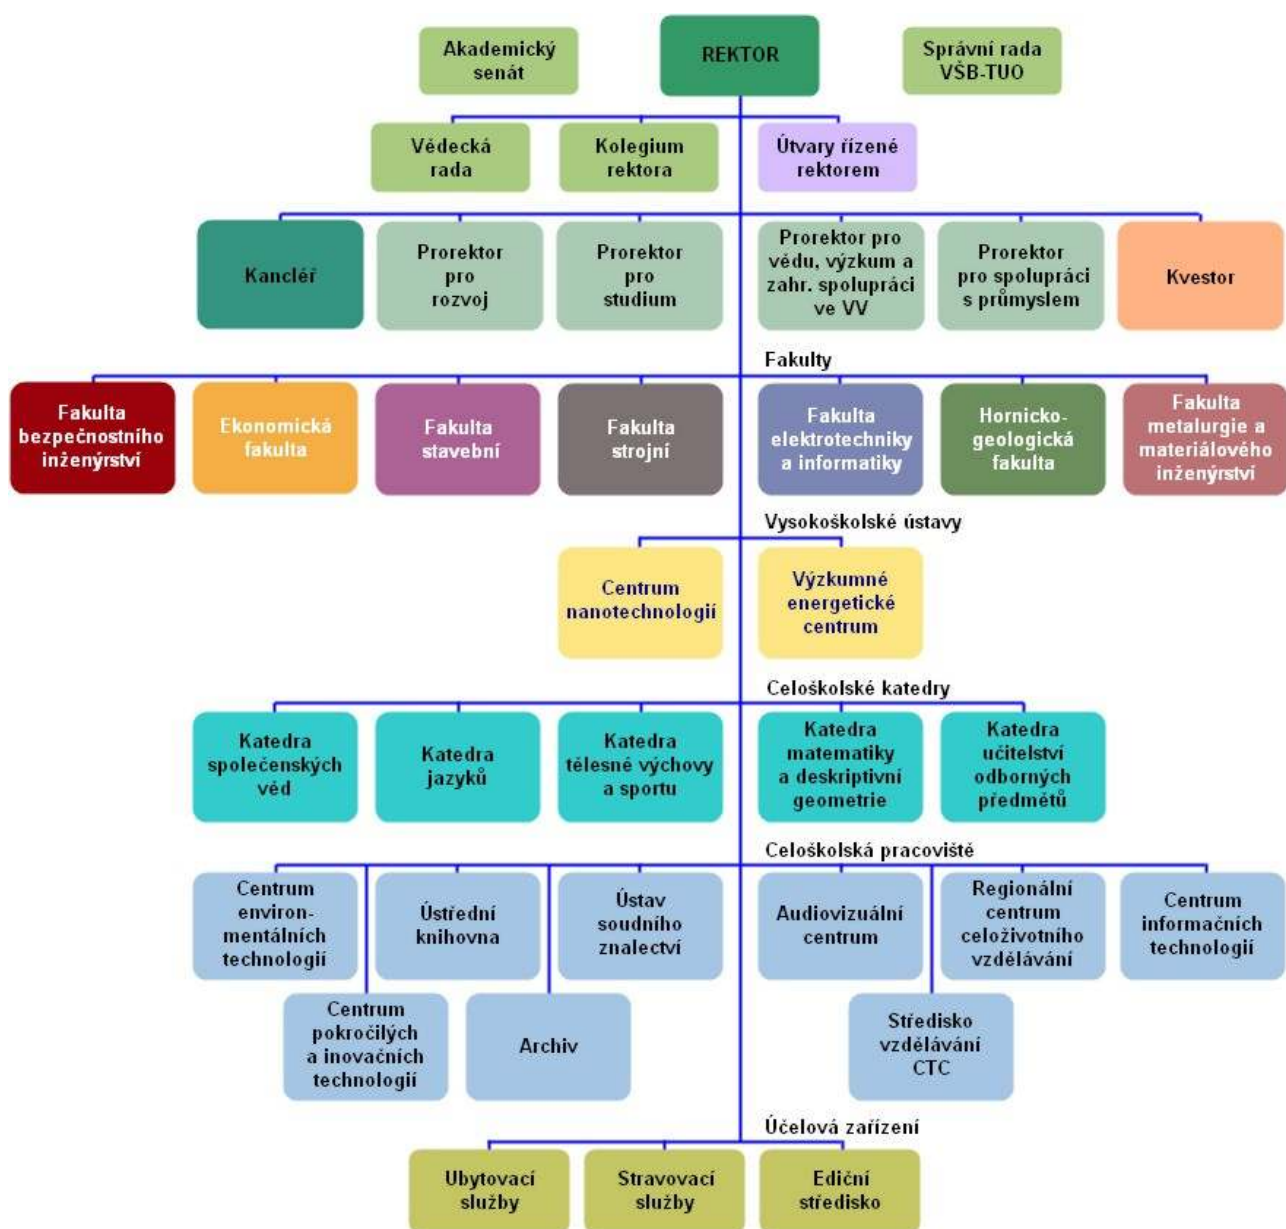 Akademický
senát
REKTOR
Správní rada
VŠB-TUO
Vědecká
rada
Kolegium
rektora
Útvary řízené
rektorem
Kancléř
Prorektor
pro
rozvoj
Prorektor
pro
studium
Prorektor pro
vědu, výzkum a
zahr. spolupráci
ve VV
Prorektor
pro spolupráci
s průmyslem
Kvestor
Fakulty
Fakulta
bezpečnostního
inženýrství
Ekonomická
fakulta
Fakulta
stavební
Fakulta
strojní
Fakulta
elektrotechniky
a informatiky
Hornicko-
geologická
fakulta
Fakulta
metalurgie a
materiálového
inženýrství
Vysokoškolské ústavy
Centrum
nanotechnologií
Výzkumné
energetické
centrum
Celoškolské katedry
Katedra
společenských
věd
Katedra
jazyků
Katedra
tělesné výchovy
a sportu
Katedra
matematiky
a deskriptivní
geometrie
Katedra
učitelství
odborných
předmětů
Celoškolská pracoviště
Centrum
environ-
mentálních
technologií
Ústřední
knihovna
Ústav
soudního
znalectví
Audiovizuální
centrum
Regionální
centrum
celoživotního
vzdělávání
Centrum
informačních
technologií
Centrum
pokročilých
a inovačních
technologií
Archiv
Středisko
vzdělávání
CTC
Účelová zařízení
Ubytovací
služby
Stravovací
služby
Ediční
středisko